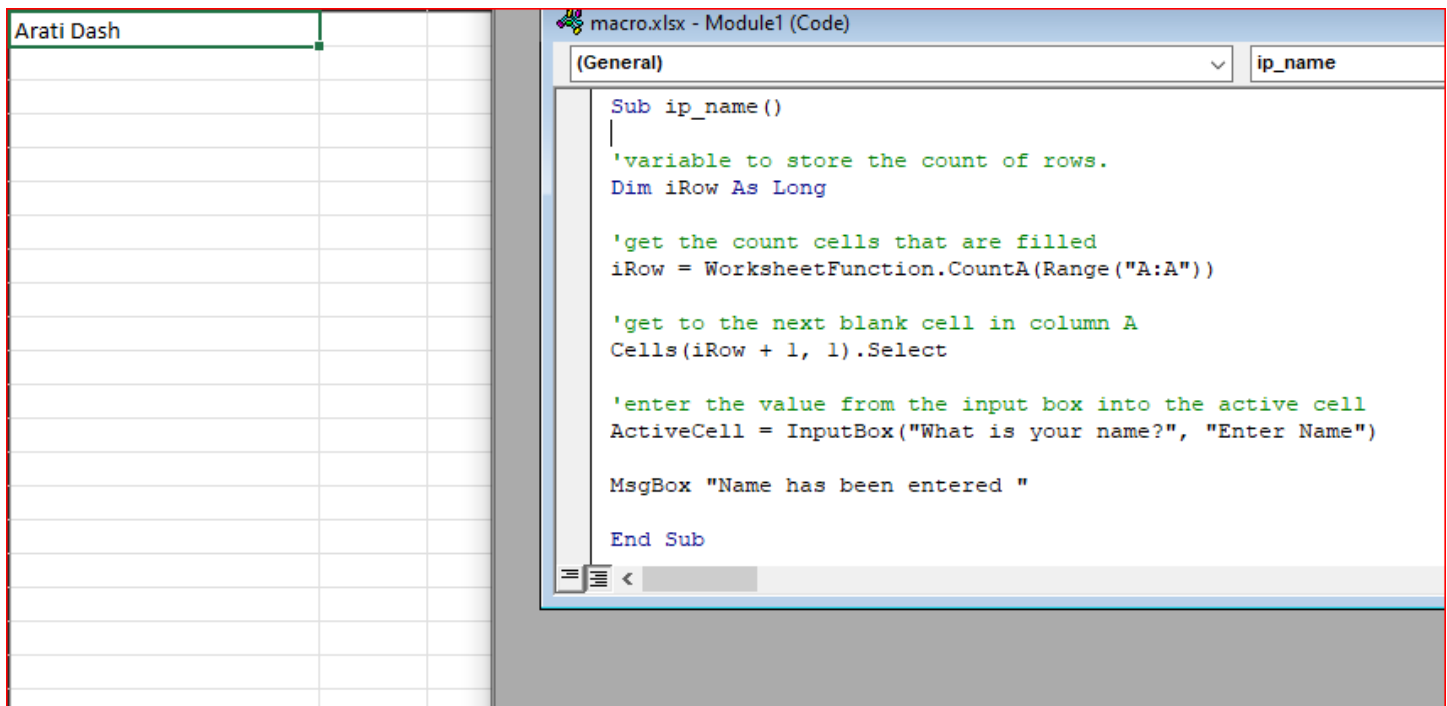 Arati Dash
macro.xlsx - Module1 (Code)
(General)
ip_name
Sub ip_name()
'variable to store the count of rows.
Dim iRow As Long
'get the count cells that are filled
iRow = WorksheetFunction.CountA(Range("A:A"))
'get to the next blank cell in column A
Cells(iRow + 1, 1).Select
'enter the value from the input box into the active cell
ActiveCell = InputBox("What is your name?", "Enter Name")
MsgBox "Name has been entered "
End Sub